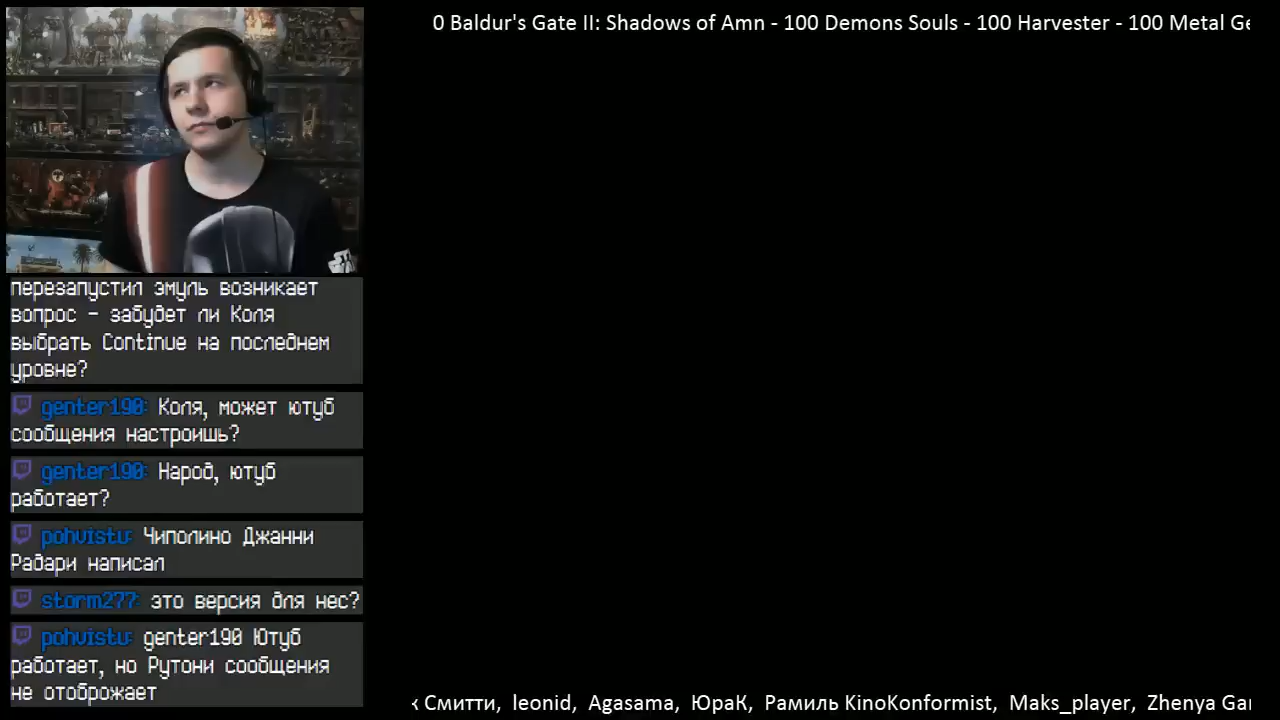 0 Baldur's Gate II: Shadows of Amn - 100 Demons Souls - 100 Harvester - 100 Metal Ge
перезапустил эмуль возникает
вопрос - забудет ли Коля
выбрать Continue на последнем
уровне?
genter190: Коля, может ютуб
сообщения настроишь?
genter190: Народ, ютуб
работает?
pohvistu: Чиполино Джанни
Радари написал
storm277: это версия для нес?
pohvistu: genter190 Ютуб
работает, но Рутони сообщения
не отоброжает
к Смитти, leonid, Agasama, ЮраК, Рамиль KinoKonformist, Maks_player, Zhenya Gai